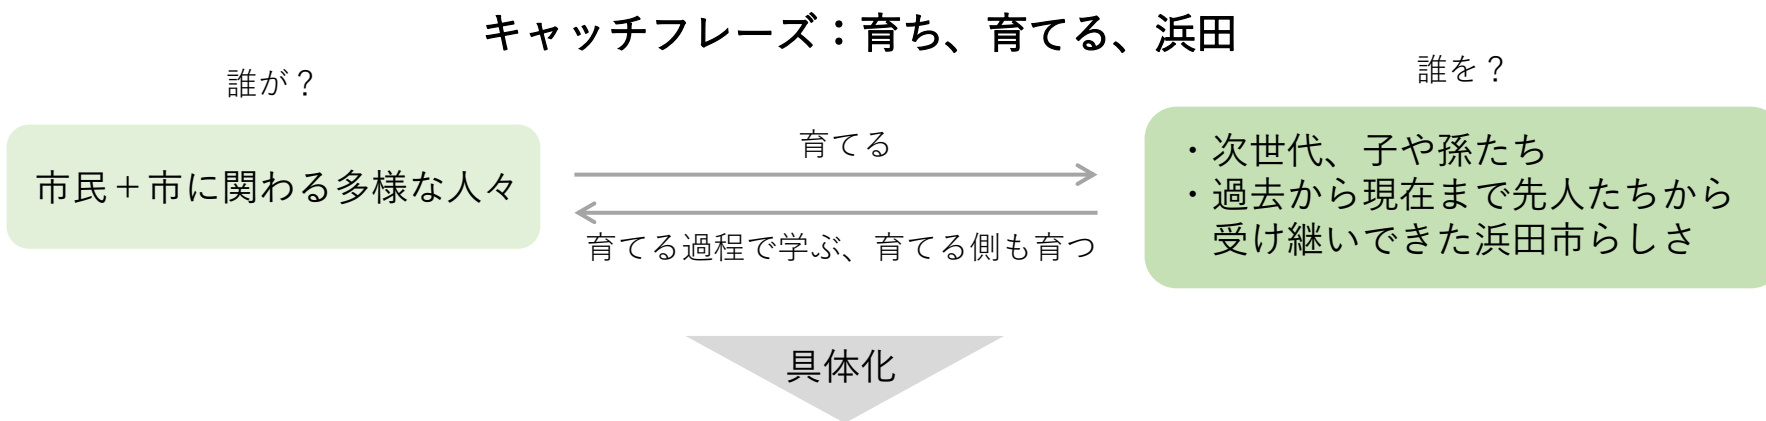 キャッチフレーズ：育ち、育てる、浜田
誰が？
誰を？
市民＋市に関わる多様な人々
育てる
育てる過程で学ぶ、育てる側も育つ
・次世代、子や孫たち
・過去から現在まで先人たちから
受け継いできた浜田市らしさ
具体化